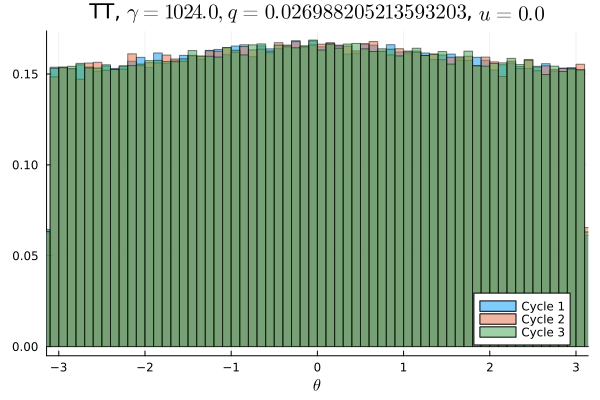 T̅T̅, γ = 1024.0, q = 0.026988205213593203, u = 0.0
0.15
0.10
0.05
0.00
Cycle 1
Cycle 2
Cycle 3
−3 −2 −1 0 1 2 3
θ